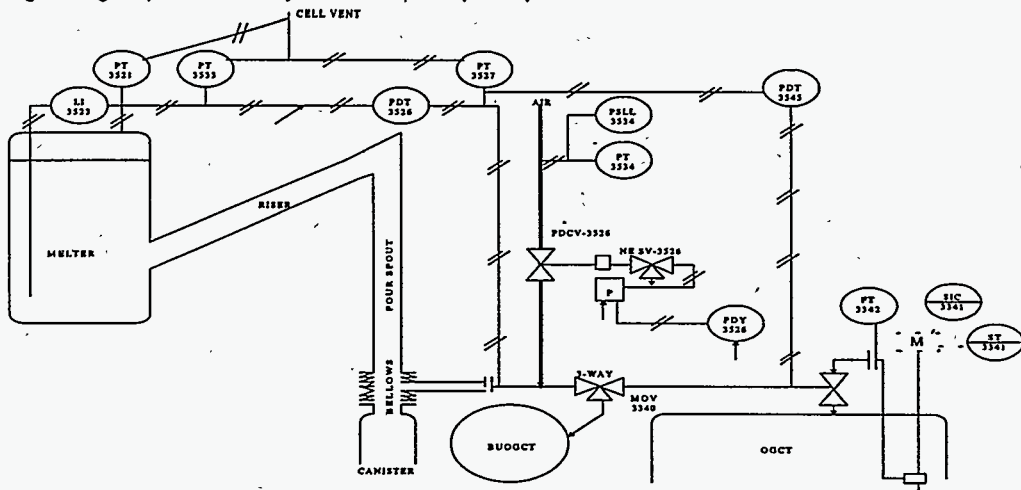 CELL VENT
PT
3521
PT
3533
PT
3527
LI
3523
PDT
3526
AIR
PSLL
3534
PT
3534
PDT
3545
RISER
MELTER
POUR SPOUT
PDCV-3526
NE SV-3526
P
PDY
3526
FT
3342
SIC
3341
ST
3341
M
BELLOWS
3-WAY
MOV
3340
BUOGCT
OGCT
CANISTER